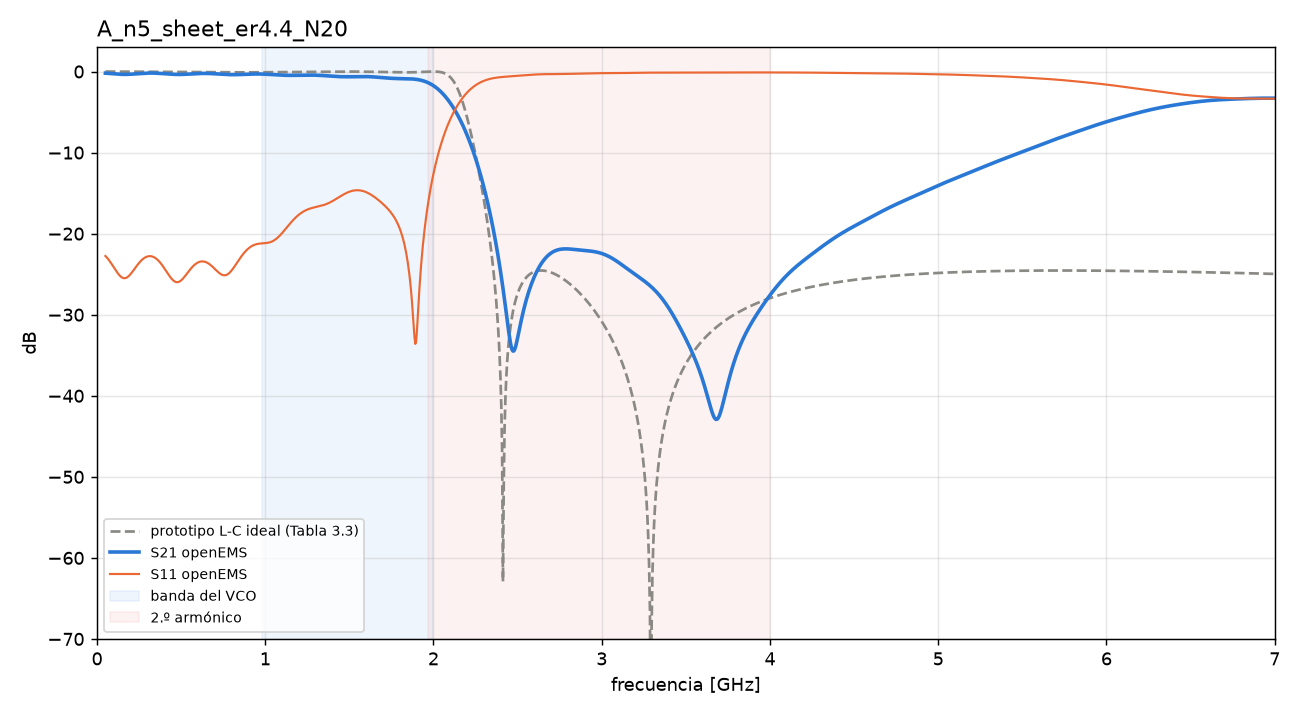 A_n5_sheet_er4.4_N20
dB
0
−10
−20
−30
−40
−50
−60
−70
prototipo L-C ideal (Tabla 3.3)
S21 openEMS
S11 openEMS
banda del VCO
2.º armónico
0 1 2 3 4 5 6 7
frecuencia [GHz]